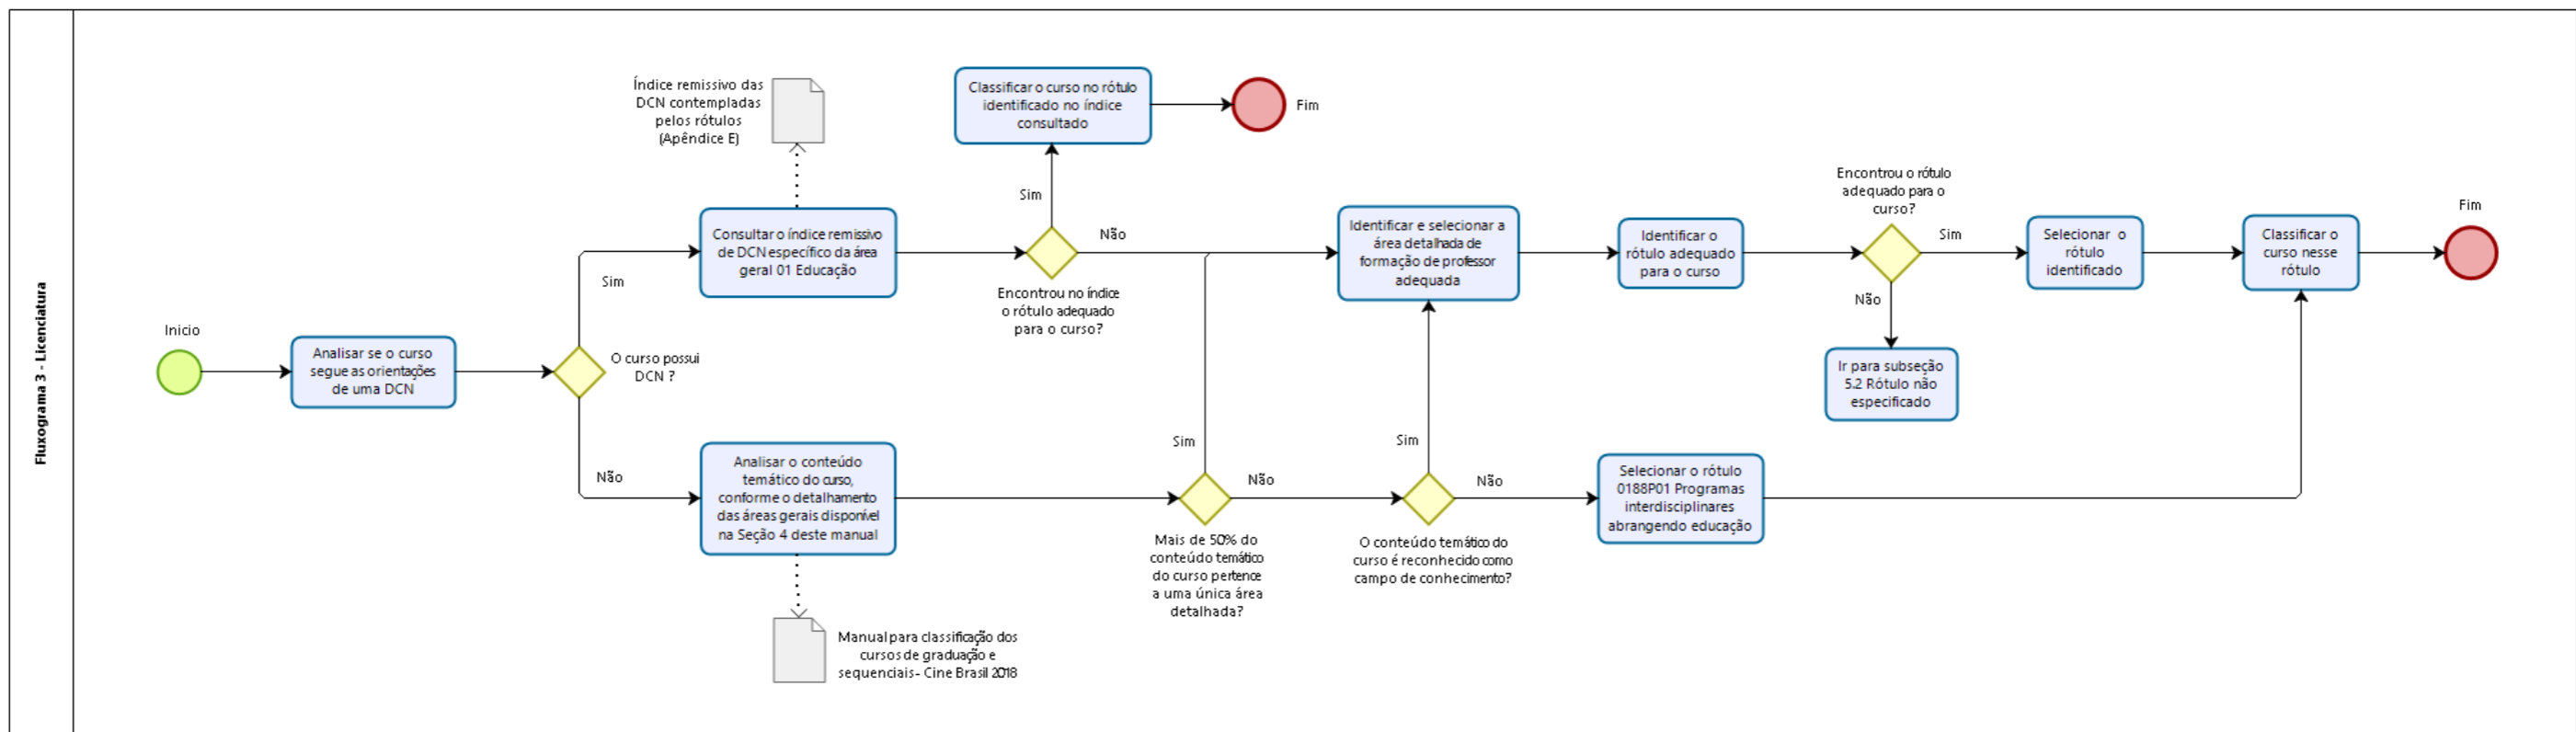 Fluxograma 3 - Licenciatura
Inicio
Analisar se o curso
segue as orientações
de uma DCN
O curso possui
DCN ?
Sim
Não
Índice remissivo das
DCN contempladas
pelos rótulos
(Apêndice E)
Consultar o índice remissivo
de DCN específico da área
geral 01 Educação
Analisar o conteúdo
temático do curso,
conforme o detalhamento
das áreas gerais disponível
na Seção 4 deste manual
Manual para classificação dos
cursos de graduação e
sequenciais- Cine Brasil 2018
Classificar o curso no rótulo
identificado no índice
consultado
Fim
Sim
Não
Encontrou no índice
o rótulo adequado
para o curso?
Sim
Não
Mais de 50% do
conteúdo temático
do curso pertence
a uma única área
detalhada?
Identificar e selecionar a
área detalhada de
formação de professor
adequada
Sim
Não
O conteúdo temático do
curso é reconhecido como
campo de conhecimento?
Identificar o
rótulo adequado
para o curso
Selecionar o rótulo
0188P01 Programas
interdisciplinares
abrangendo educação
Encontrou o rótulo
adequado para o
curso?
Sim
Não
Ir para subseção
5.2 Rótulo não
especificado
Selecionar o
rótulo
identificado
Classificar o
curso nesse
rótulo
Fim